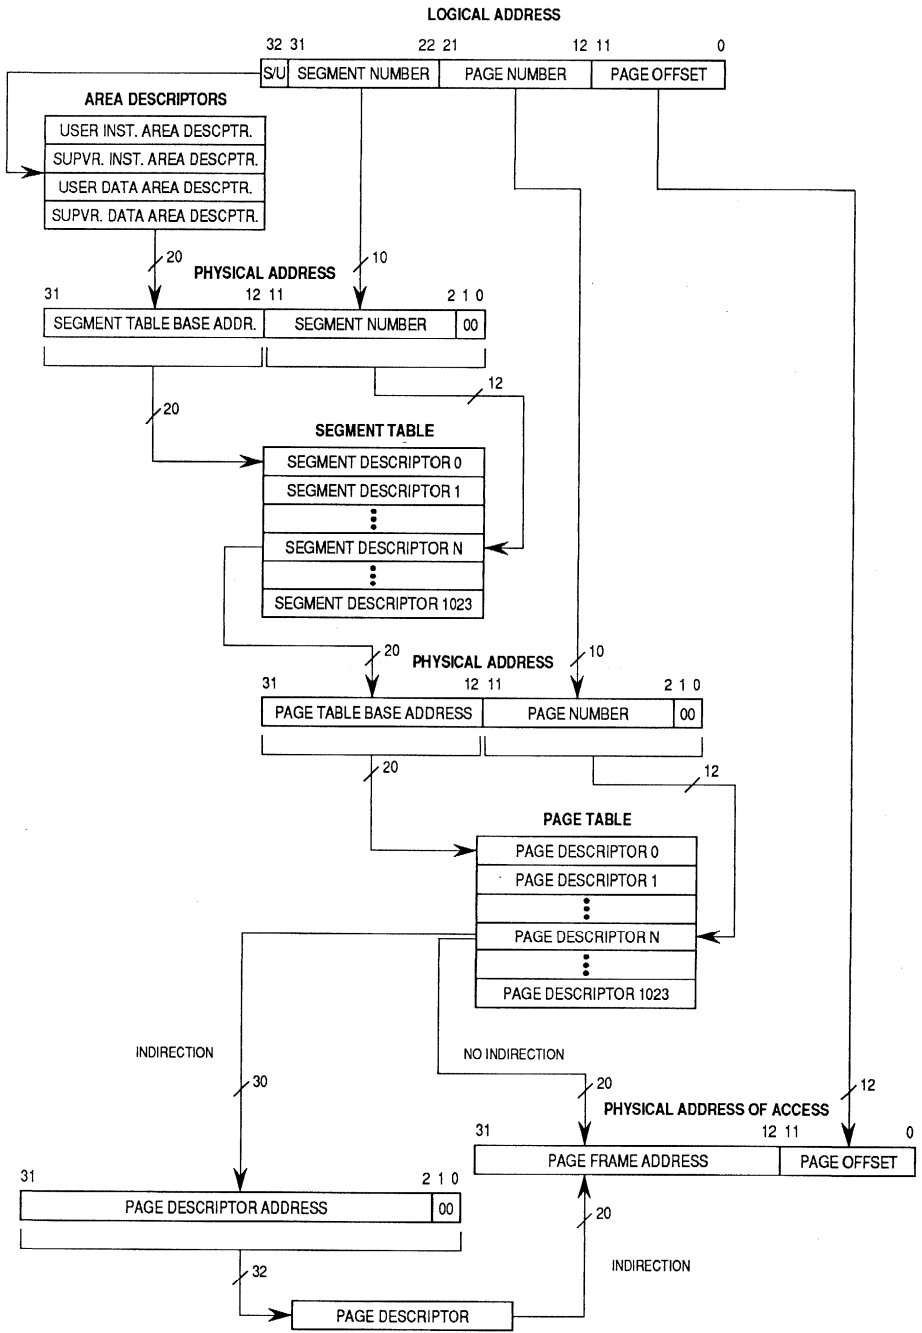 LOGICAL ADDRESS
32 31 22 21 12 11 0
S/U SEGMENT NUMBER PAGE NUMBER PAGE OFFSET
AREA DESCRIPTORS
USER INST. AREA DESCPTR.
SUPVR. INST. AREA DESCPTR.
USER DATA AREA DESCPTR.
SUPVR. DATA AREA DESCPTR.
20 10
PHYSICAL ADDRESS
31 12 11 2 1 0
SEGMENT TABLE BASE ADDR. SEGMENT NUMBER 00
12
20
SEGMENT TABLE
SEGMENT DESCRIPTOR 0
SEGMENT DESCRIPTOR 1
SEGMENT DESCRIPTOR N
SEGMENT DESCRIPTOR 1023
20 10
PHYSICAL ADDRESS
31 12 11 2 1 0
PAGE TABLE BASE ADDRESS PAGE NUMBER 00
20 12
PAGE TABLE
PAGE DESCRIPTOR 0
PAGE DESCRIPTOR 1
PAGE DESCRIPTOR N
PAGE DESCRIPTOR 1023
INDIRECTION NO INDIRECTION
30 20 12
PHYSICAL ADDRESS OF ACCESS
31 12 11 0
PAGE FRAME ADDRESS PAGE OFFSET
31 2 1 0
PAGE DESCRIPTOR ADDRESS 00
20
32 INDIRECTION
PAGE DESCRIPTOR